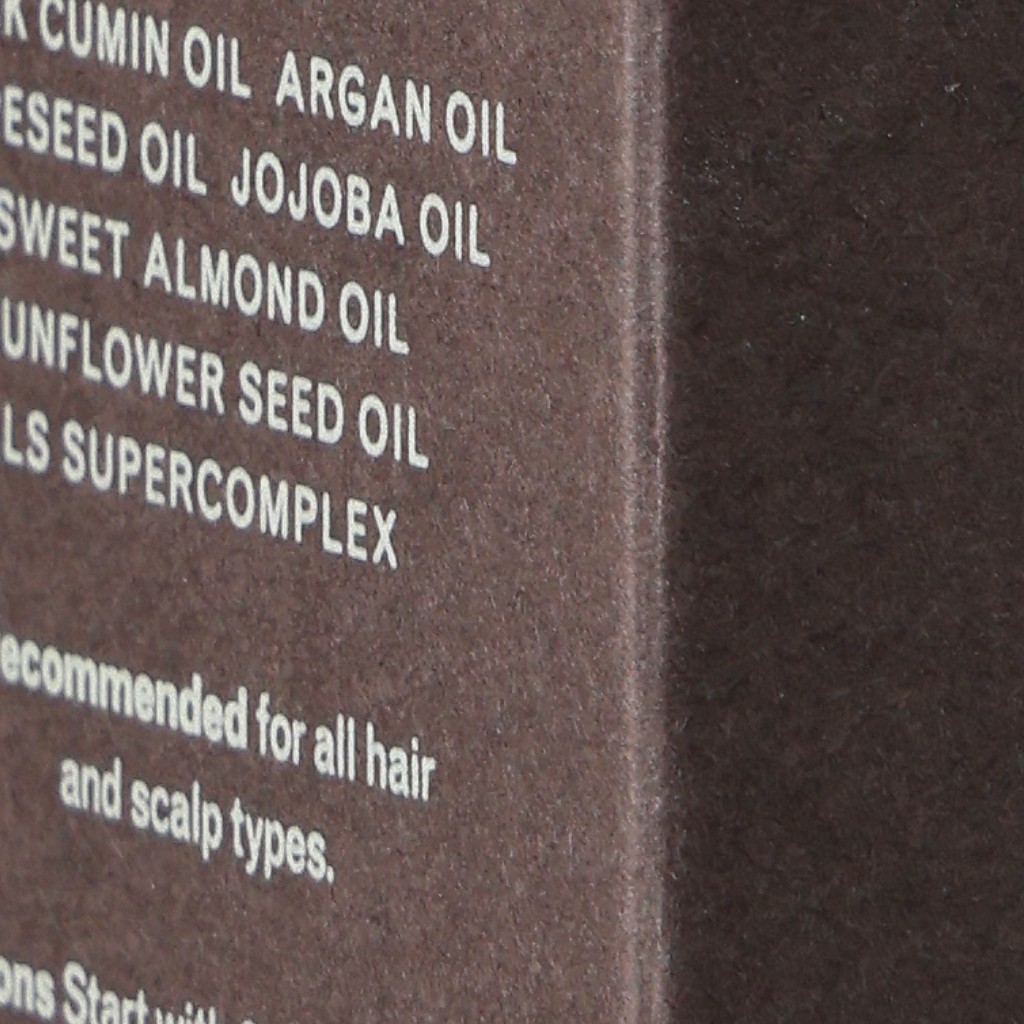 K CUMIN OIL ARGAN OIL
ESEED OIL JOJOBA OIL
SWEET ALMOND OIL
UNFLOWER SEED OIL
LS SUPERCOMPLEX
ecommended for all hair
and scalp types.
ons Start with